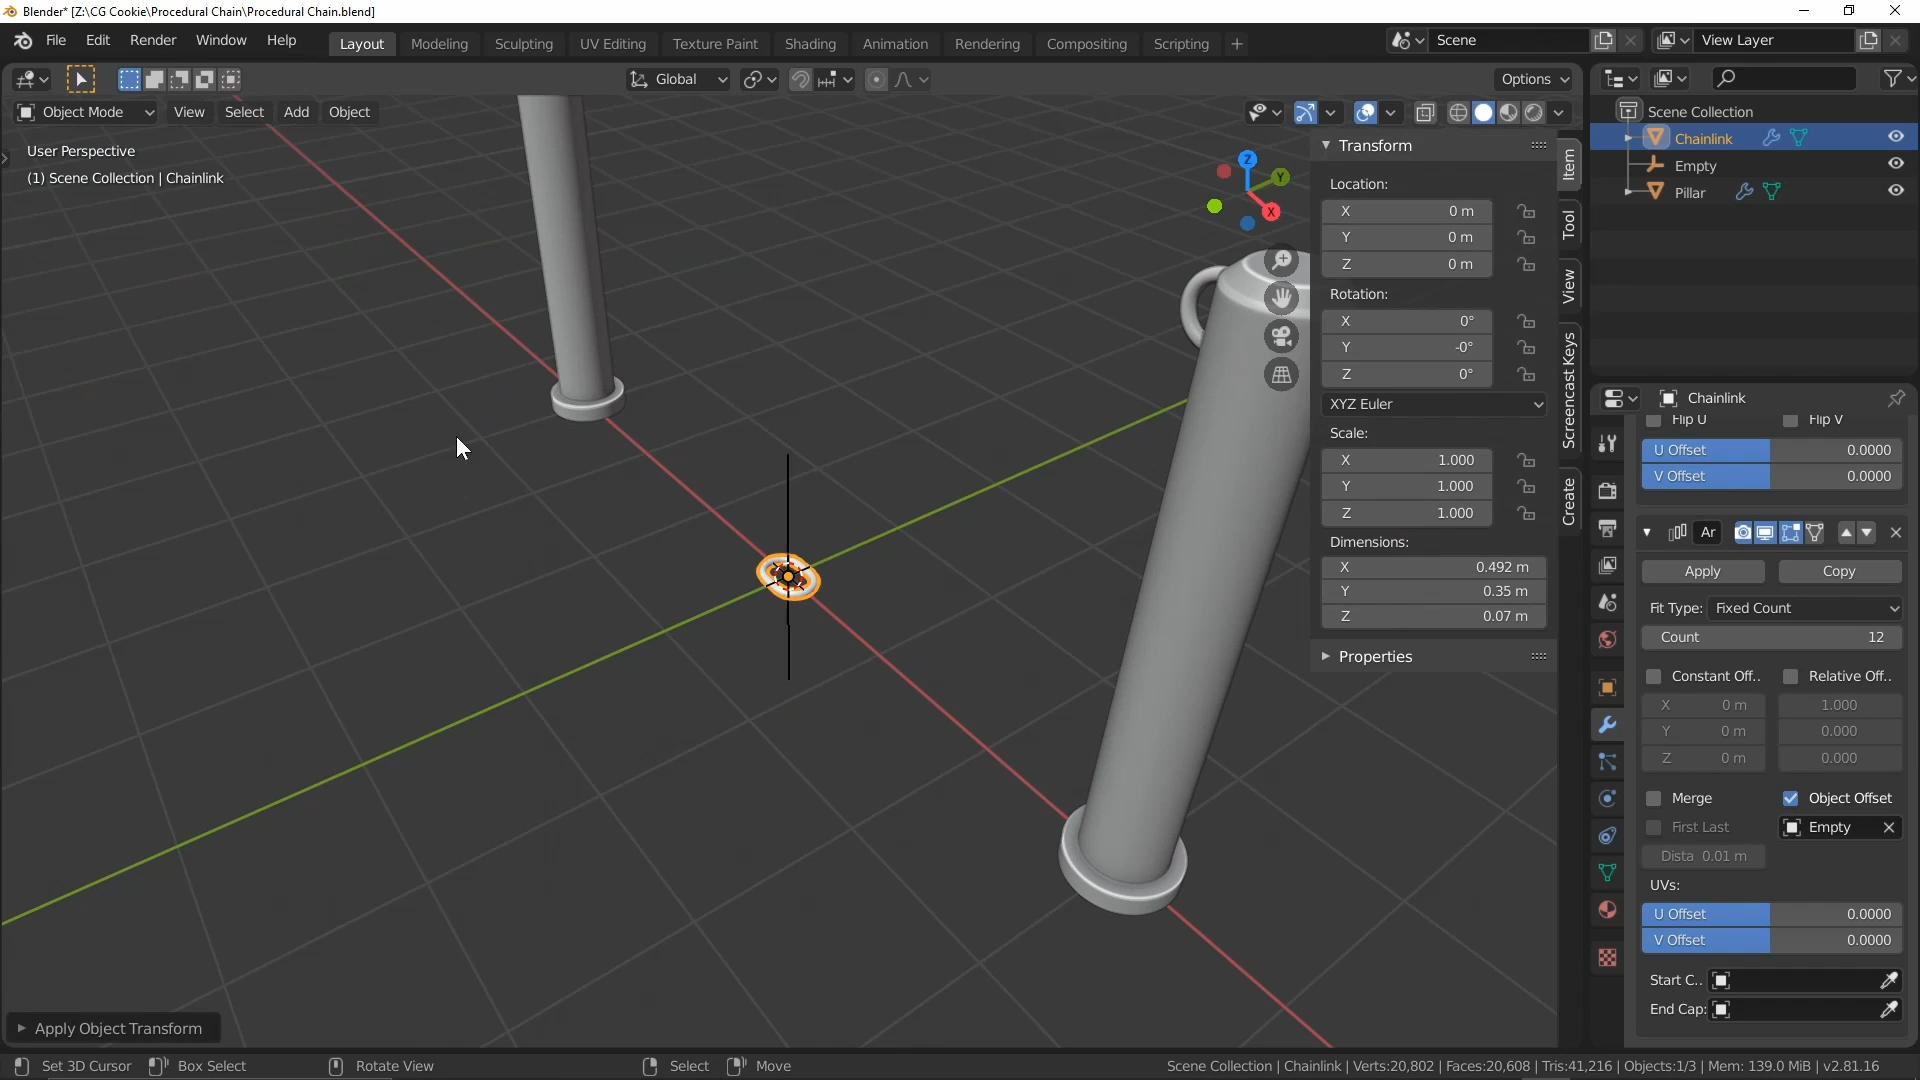 Blender* [Z:\CG Cookie\Procedural Chain\Procedural Chain.blend]
File Edit Render Window Help Layout Modeling Sculpting UV Editing Texture Paint Shading Animation Rendering Compositing Scripting + Scene View Layer
Global Options
Object Mode View Select Add Object
User Perspective
(1) Scene Collection | Chainlink
Z
Y
X
Transform
Location:
X 0 m
Y 0 m
Z 0 m
Rotation:
X 0°
Y -0°
Z 0°
XYZ Euler
Scale:
X 1.000
Y 1.000
Z 1.000
Dimensions:
X 0.492 m
Y 0.35 m
Z 0.07 m
Properties
Item
Tool
View
Screencast Keys
Create
Scene Collection
Chainlink
Empty
Pillar
Chainlink
Flip U Flip V
U Offset 0.0000
V Offset 0.0000
Ar
Apply Copy
Fit Type: Fixed Count
Count 12
Constant Off.. Relative Off..
X 0 m 1.000
Y 0 m 0.000
Z 0 m 0.000
Merge Object Offset
First Last Empty
Dista 0.01 m
UVs:
U Offset 0.0000
V Offset 0.0000
Start C..
End Cap:
Apply Object Transform
Set 3D Cursor Box Select Rotate View Select Move Scene Collection | Chainlink | Verts:20,802 | Faces:20,608 | Tris:41,216 | Objects:1/3 | Mem: 139.0 MiB | v2.81.16